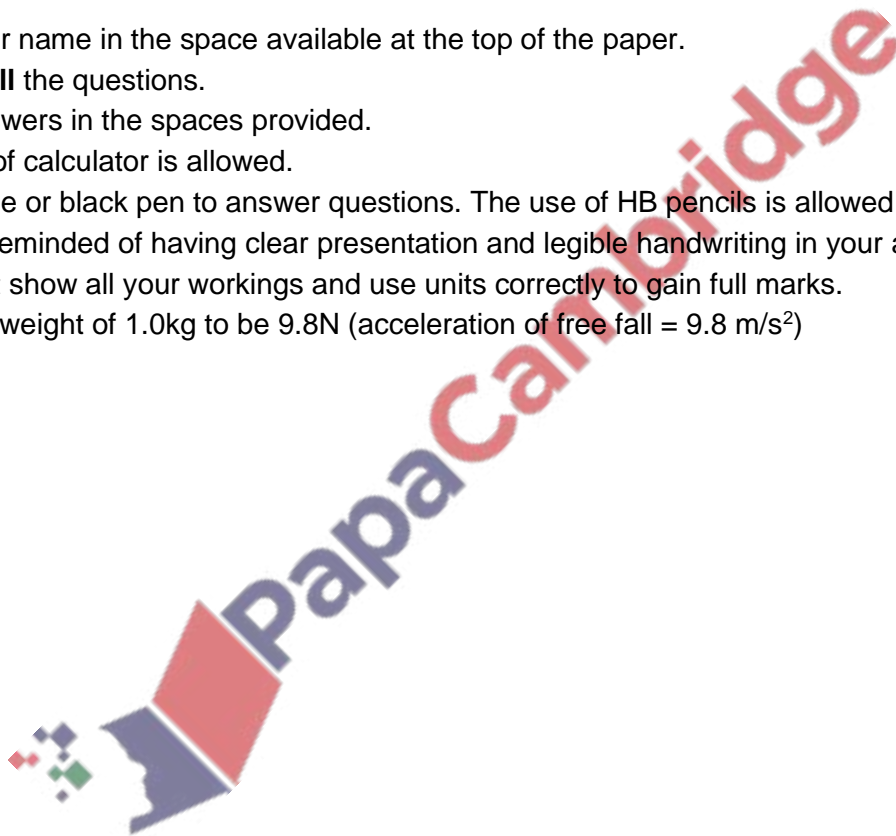 r name in the space available at the top of the paper.
ll the questions.
wers in the spaces provided.
of calculator is allowed.
e or black pen to answer questions. The use of HB pencils is allowed
eminded of having clear presentation and legible handwriting in your a
show all your workings and use units correctly to gain full marks.
weight of 1.0kg to be 9.8N (acceleration of free fall = 9.8 m/s²)
PapaCambridge